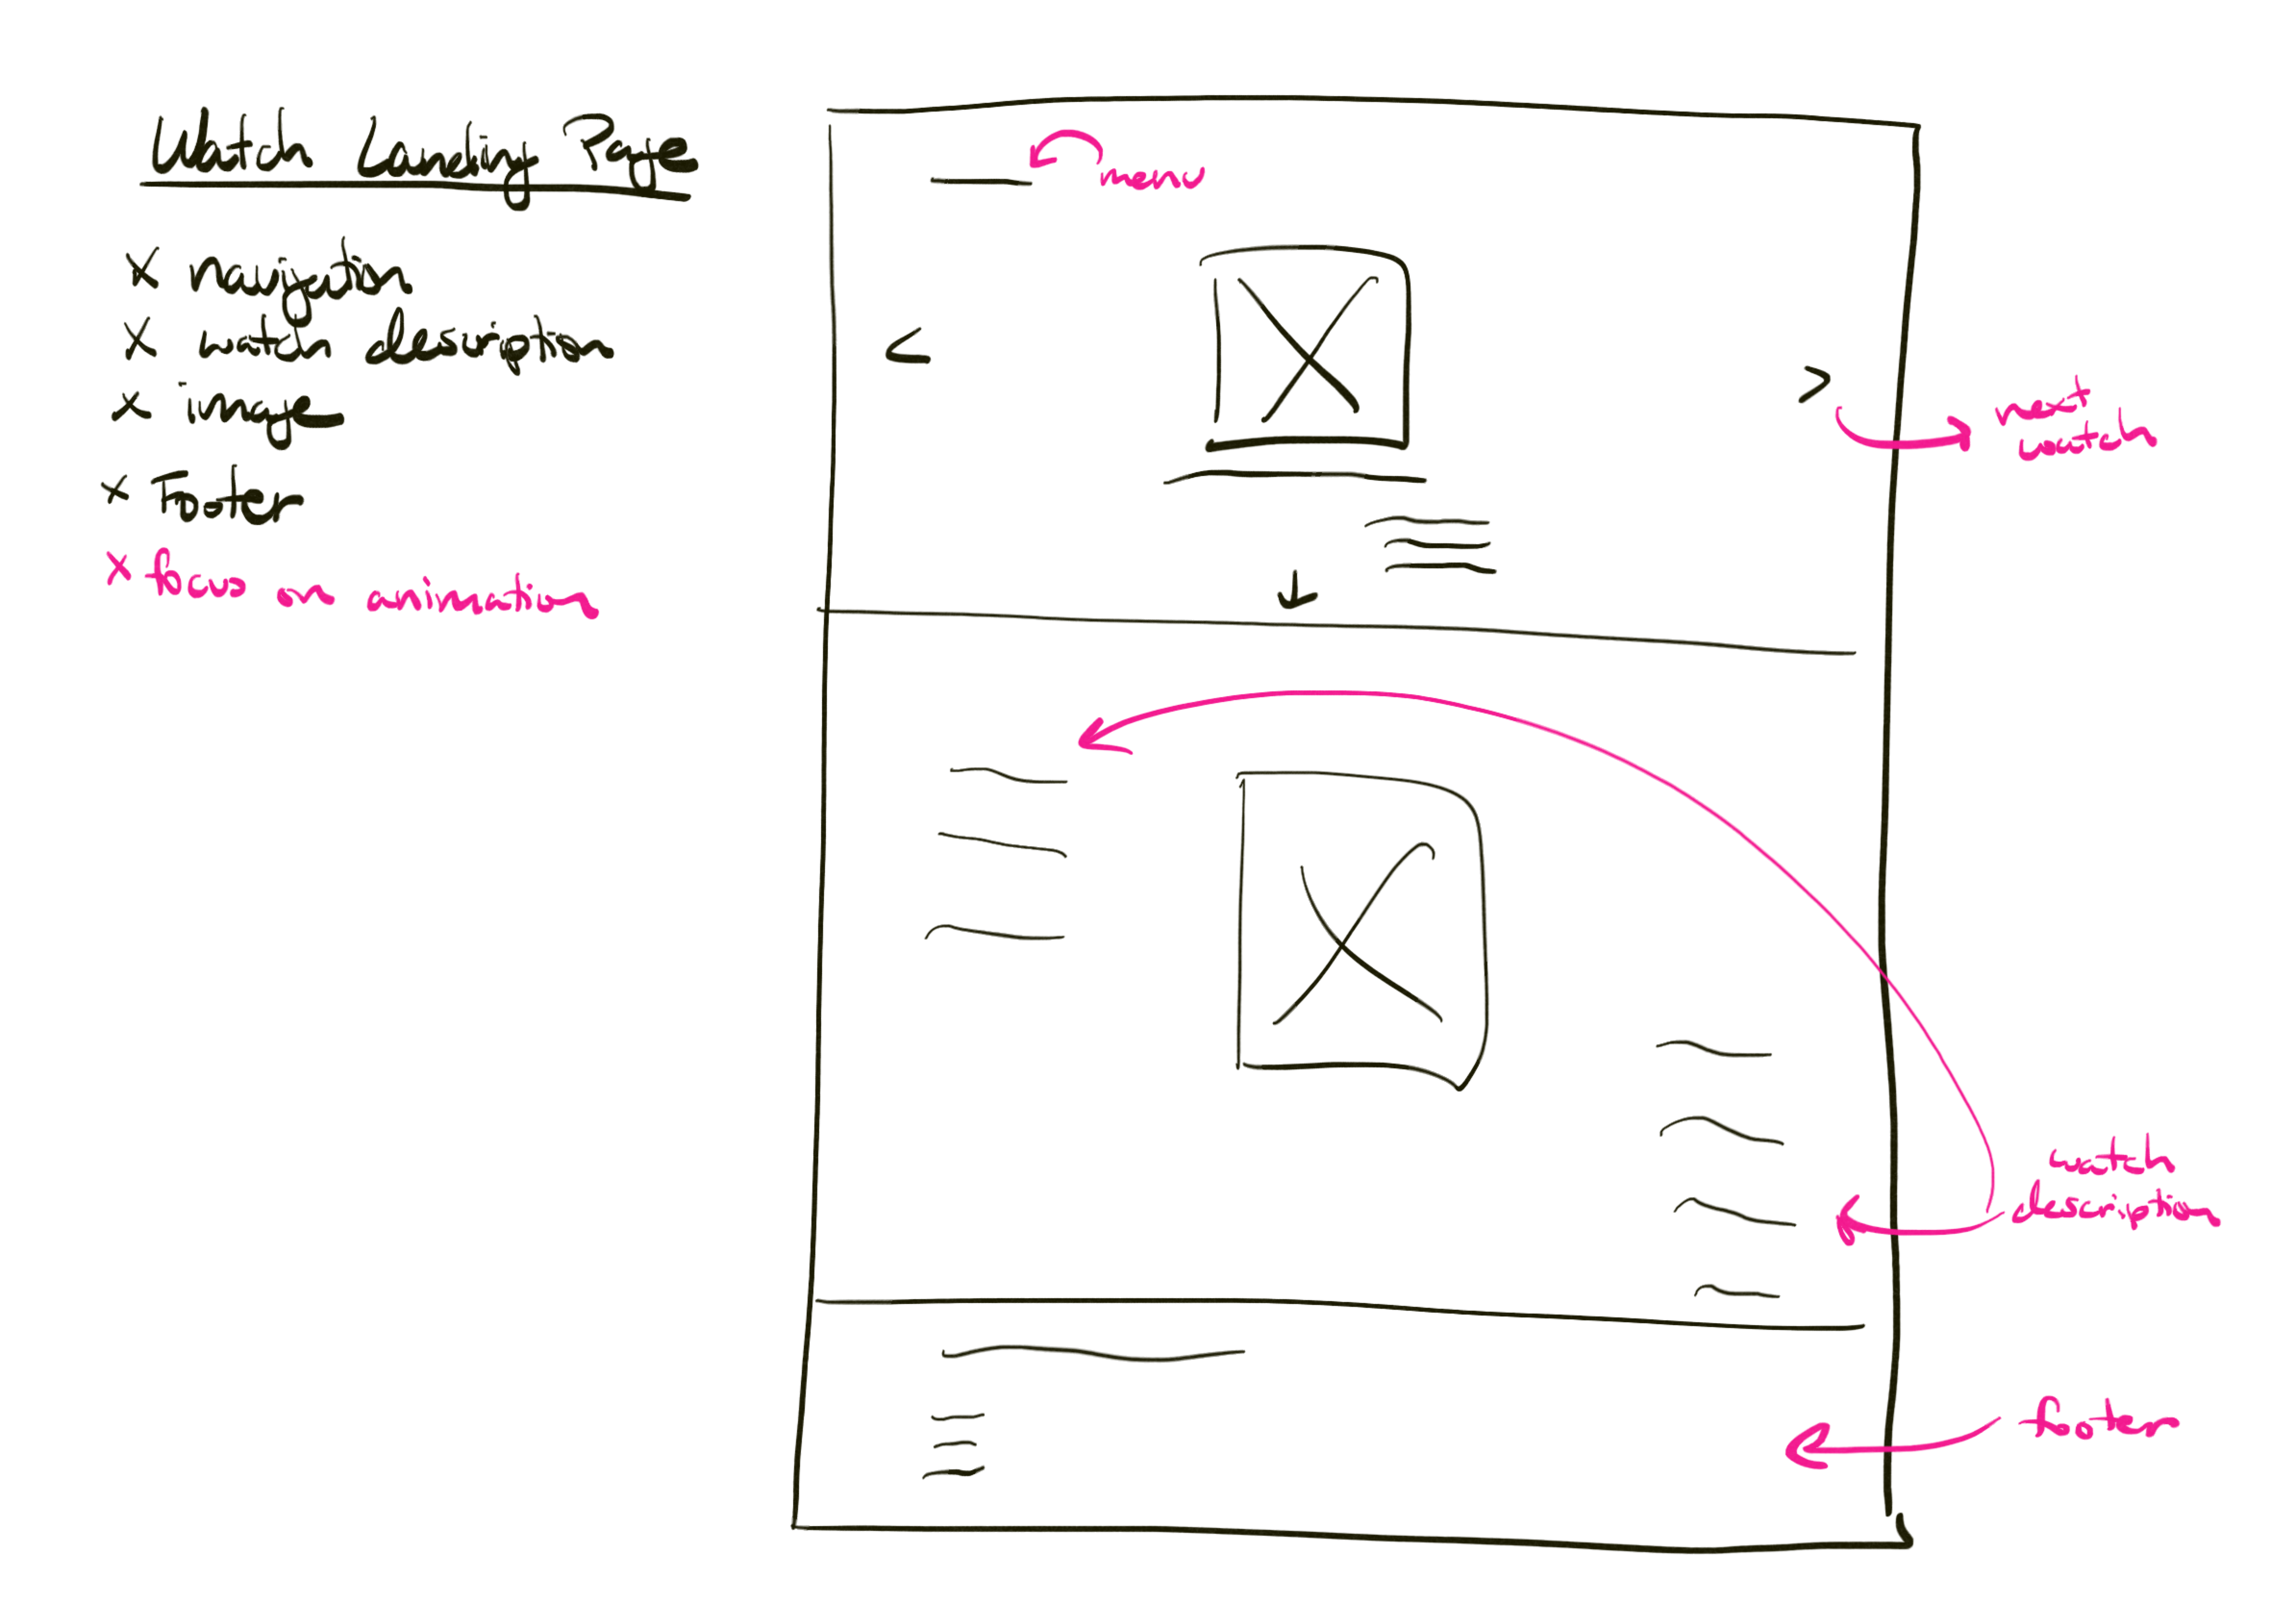 Watch Landing Page
x navigation
x watch description
x image
x Footer
x focus on animation
menu
<
>
next
watch
watch
description
footer